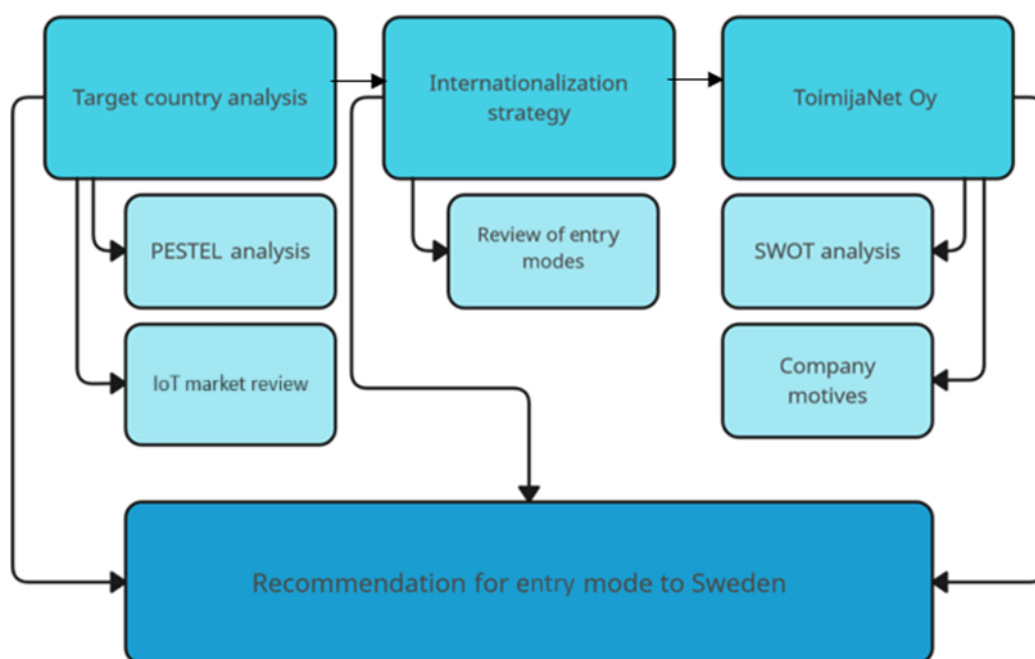 Target country analysis
Internationalization
strategy
ToimijaNet Oy
PESTEL analysis
Review of entry
modes
SWOT analysis
IoT market review
Company
motives
Recommendation for entry mode to Sweden